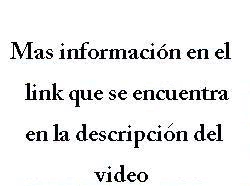 Mas información en el
link que se encuentra
en la descripción del
video